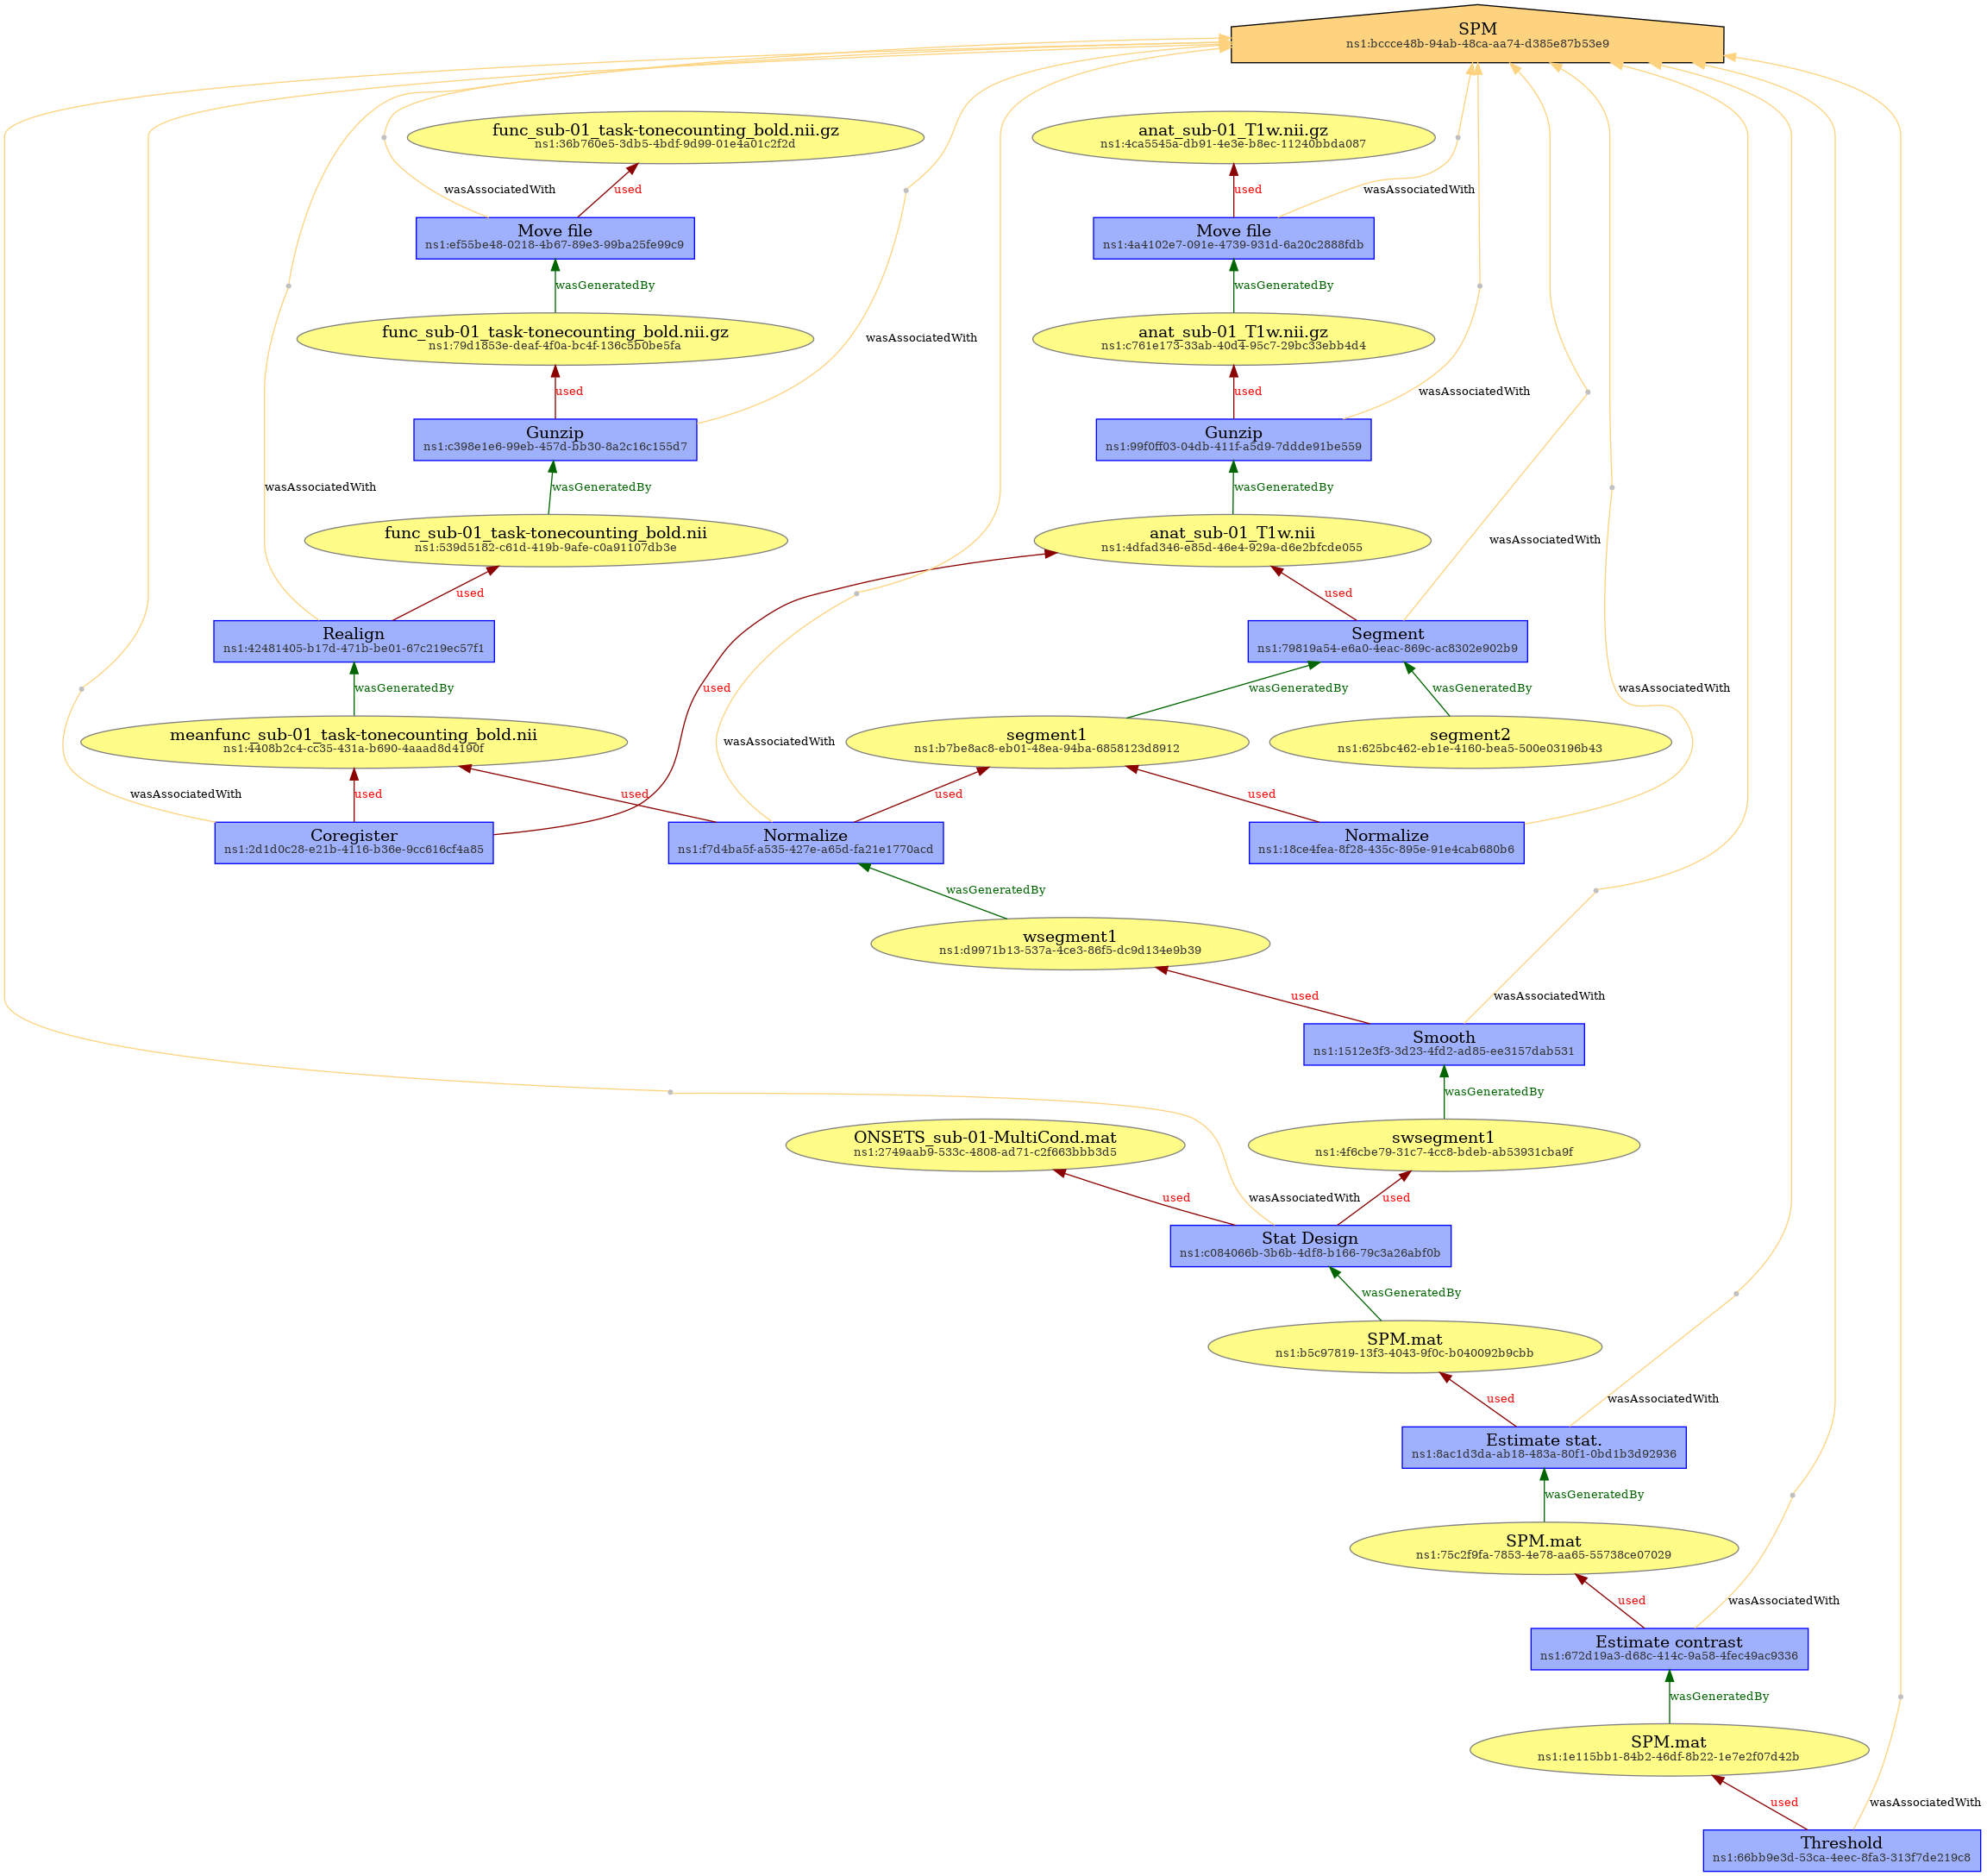 SPM
ns1:bccce48b-94ab-48ca-aa74-d385e87b53e9
func_sub-01_task-tonecounting_bold.nii.gz
ns1:36b760e5-3db5-4bdf-9d99-01e4a01c2f2d
anat_sub-01_T1w.nii.gz
ns1:4ca5545a-db91-4e3e-b8ec-11240bbda087
wasAssociatedWith
used
used
wasAssociatedWith
Move file
ns1:ef55be48-0218-4b67-89e3-99ba25fe99c9
Move file
ns1:4a4102e7-091e-4739-931d-6a20c2888fdb
wasGeneratedBy
wasGeneratedBy
func_sub-01_task-tonecounting_bold.nii.gz
ns1:79d1853e-deaf-4f0a-bc4f-136c5b0be5fa
wasAssociatedWith
anat_sub-01_T1w.nii.gz
ns1:c761e173-33ab-40d4-95c7-29bc33ebb4d4
used
used
wasAssociatedWith
Gunzip
ns1:c398e1e6-99eb-457d-bb30-8a2c16c155d7
Gunzip
ns1:99f0ff03-04db-411f-a5d9-7ddde91be559
wasAssociatedWith
wasGeneratedBy
wasGeneratedBy
func_sub-01_task-tonecounting_bold.nii
ns1:539d5182-c61d-419b-9afe-c0a91107db3e
anat_sub-01_T1w.nii
ns1:4dfad346-e85d-46e4-929a-d6e2bfcde055
wasAssociatedWith
used
used
Realign
ns1:42481405-b17d-471b-be01-67c219ec57f1
Segment
ns1:79819a54-e6a0-4eac-869c-ac8302e902b9
wasGeneratedBy
used
wasGeneratedBy
wasGeneratedBy
wasAssociatedWith
meanfunc_sub-01_task-tonecounting_bold.nii
ns1:4408b2c4-cc35-431a-b690-4aaad8d4190f
wasAssociatedWith
segment1
ns1:b7be8ac8-eb01-48ea-94ba-6858123d8912
segment2
ns1:625bc462-eb1e-4160-bea5-500e03196b43
wasAssociatedWith
used
used
used
used
Coregister
ns1:2d1d0c28-e21b-4116-b36e-9cc616cf4a85
Normalize
ns1:f7d4ba5f-a535-427e-a65d-fa21e1770acd
Normalize
ns1:18ce4fea-8f28-435c-895e-91e4cab680b6
wasGeneratedBy
wsegment1
ns1:d9971b13-537a-4ce3-86f5-dc9d134e9b39
used
wasAssociatedWith
Smooth
ns1:1512e3f3-3d23-4fd2-ad85-ee3157dab531
wasGeneratedBy
ONSETS_sub-01-MultiCond.mat
ns1:2749aab9-533c-4808-ad71-c2f663bbb3d5
swsegment1
ns1:4f6cbe79-31c7-4cc8-bdeb-ab53931cba9f
used
wasAssociatedWith
used
Stat Design
ns1:c084066b-3b6b-4df8-b166-79c3a26abf0b
wasGeneratedBy
SPM.mat
ns1:b5c97819-13f3-4043-9f0c-b040092b9cbb
used
wasAssociatedWith
Estimate stat.
ns1:8ac1d3da-ab18-483a-80f1-0bd1b3d92936
wasGeneratedBy
SPM.mat
ns1:75c2f9fa-7853-4e78-aa65-55738ce07029
used
wasAssociatedWith
Estimate contrast
ns1:672d19a3-d68c-414c-9a58-4fec49ac9336
wasGeneratedBy
SPM.mat
ns1:1e115bb1-84b2-46df-8b22-1e7e2f07d42b
used
wasAssociatedWith
Threshold
ns1:66bb9e3d-53ca-4eec-8fa3-313f7de219c8